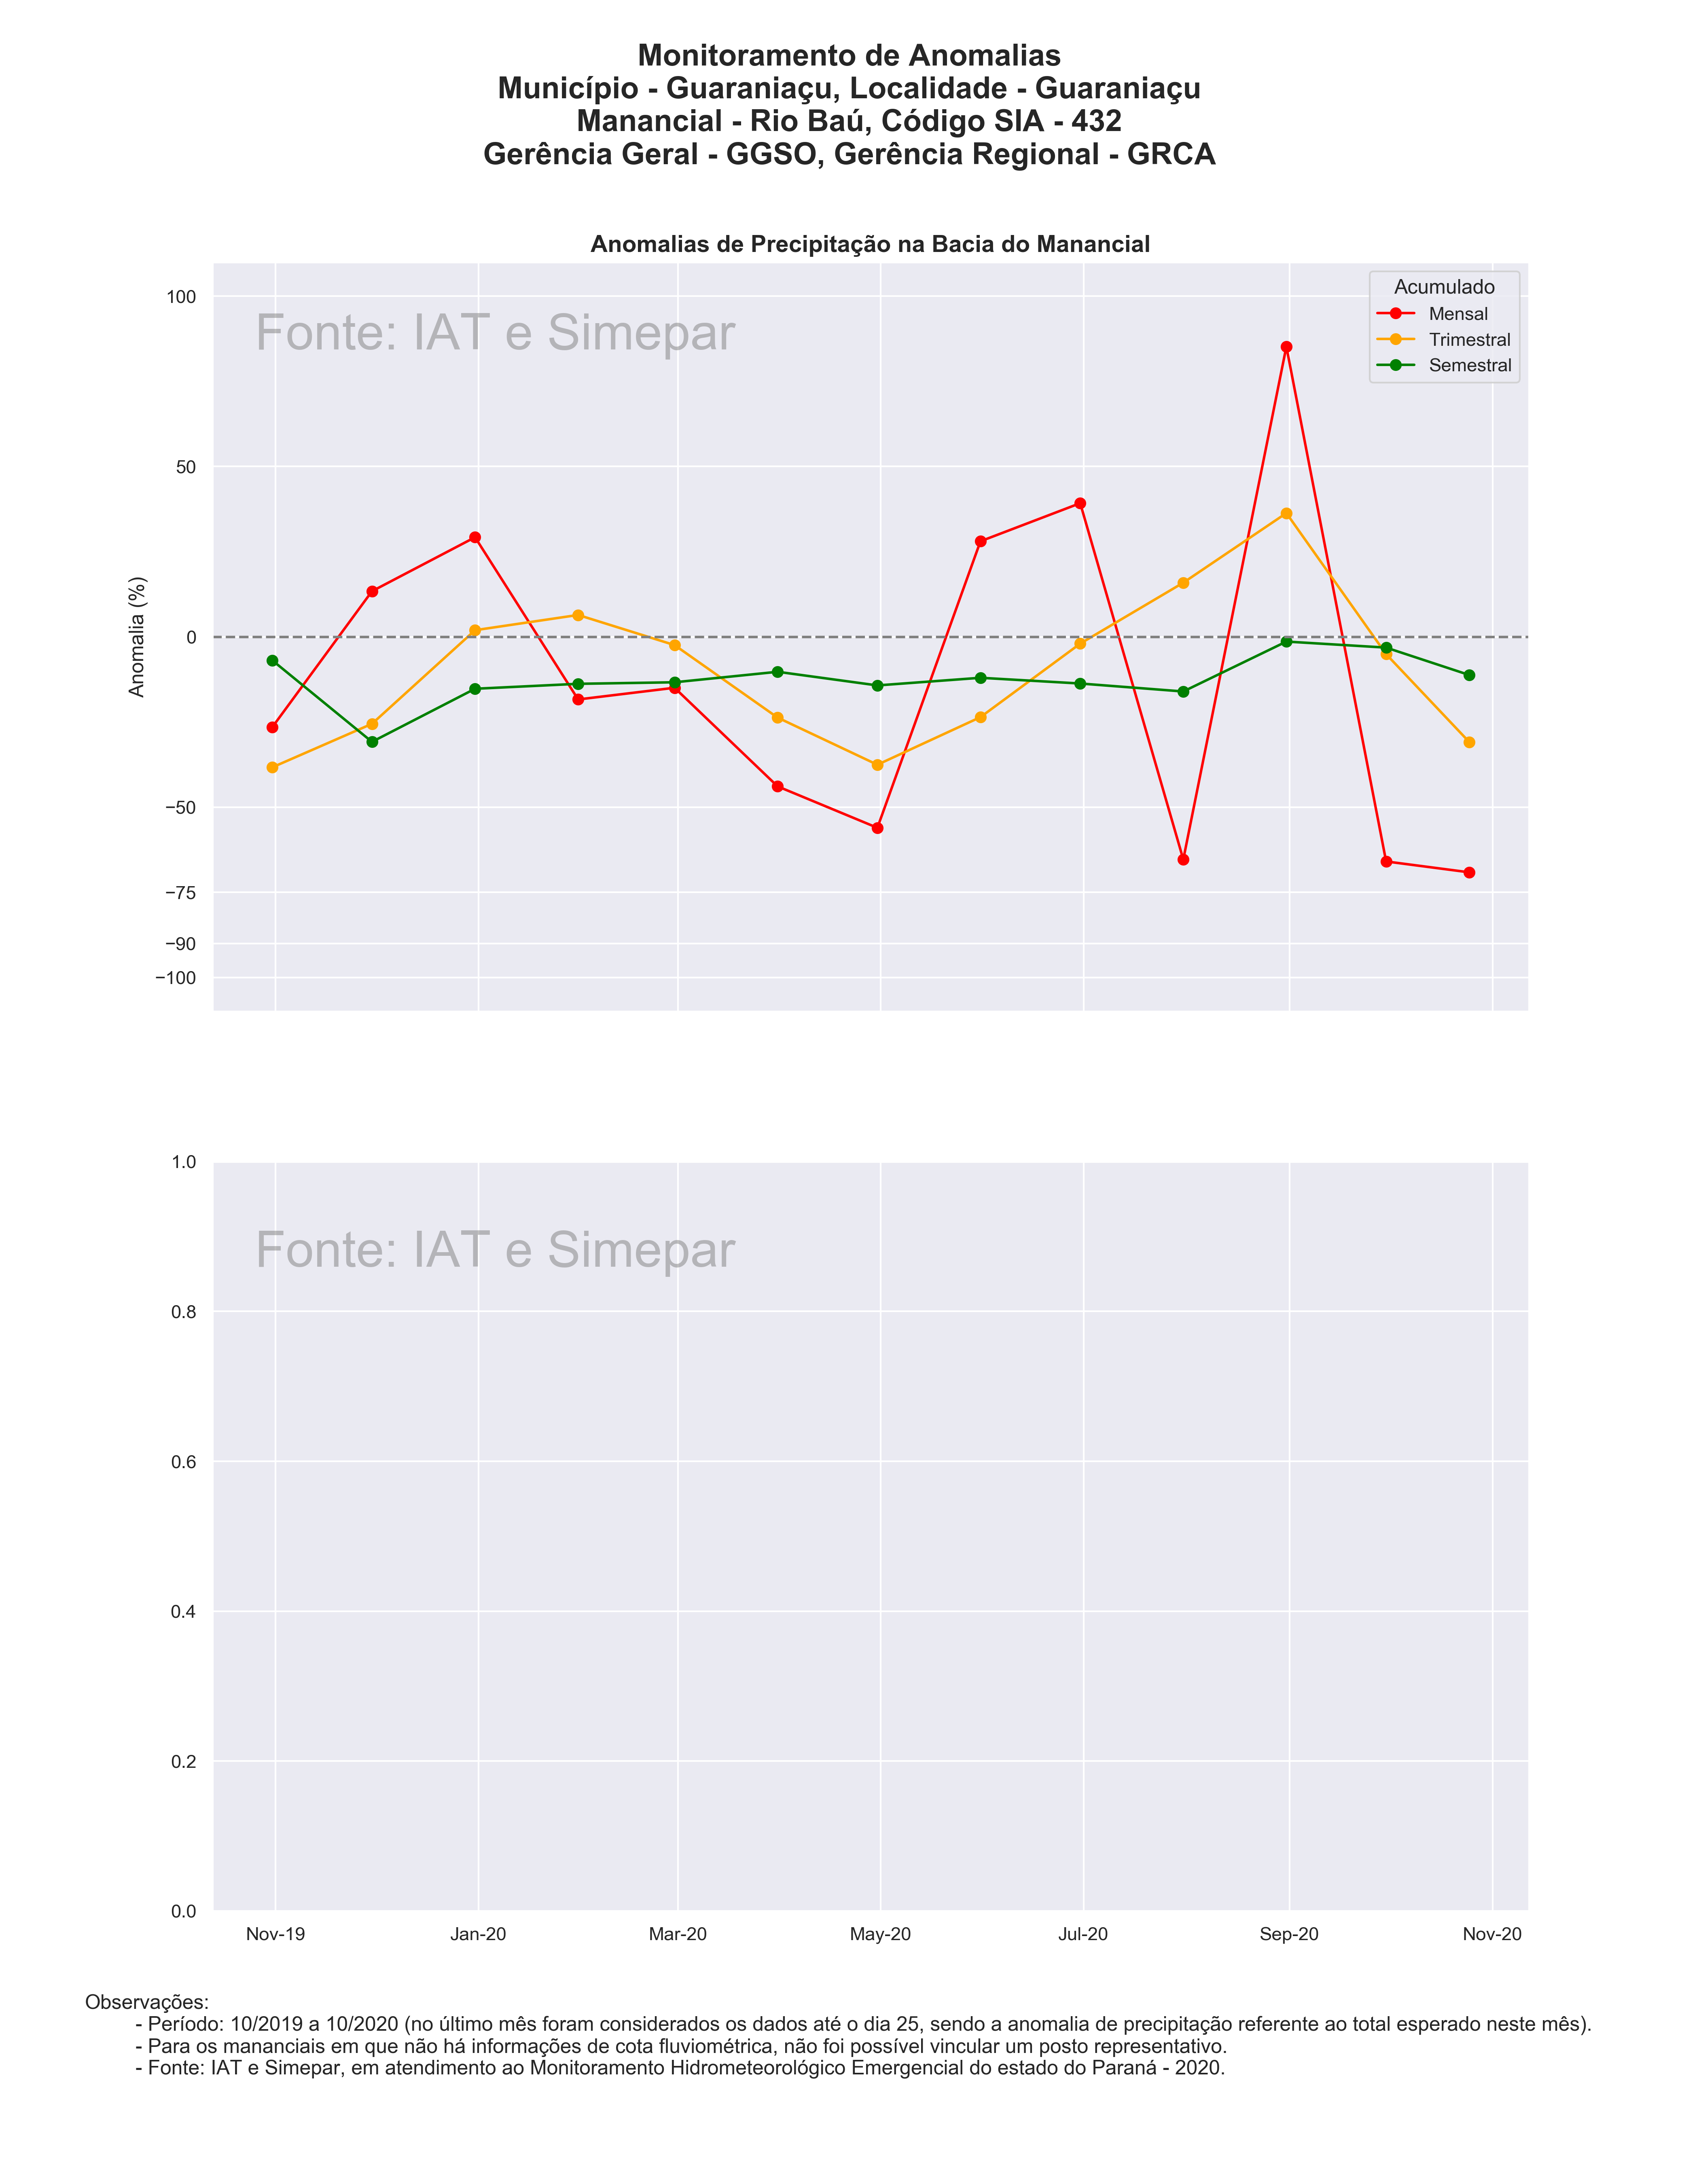 Monitoramento de Anomalias
Município - Guaraniaçu, Localidade - Guaraniaçu
Manancial - Rio Baú, Código SIA - 432
Gerência Geral - GGSO, Gerência Regional - GRCA
Anomalias de Precipitação na Bacia do Manancial
Fonte: IAT e Simepar
Acumulado
Mensal
Trimestral
Semestral
Anomalia (%)
100
50
0
−50
−75
−90
−100
Fonte: IAT e Simepar
1.0
0.8
0.6
0.4
0.2
0.0
Nov-19 Jan-20 Mar-20 May-20 Jul-20 Sep-20 Nov-20
Observações:
- Período: 10/2019 a 10/2020 (no último mês foram considerados os dados até o dia 25, sendo a anomalia de precipitação referente ao total esperado neste mês).
- Para os mananciais em que não há informações de cota fluviométrica, não foi possível vincular um posto representativo.
- Fonte: IAT e Simepar, em atendimento ao Monitoramento Hidrometeorológico Emergencial do estado do Paraná - 2020.